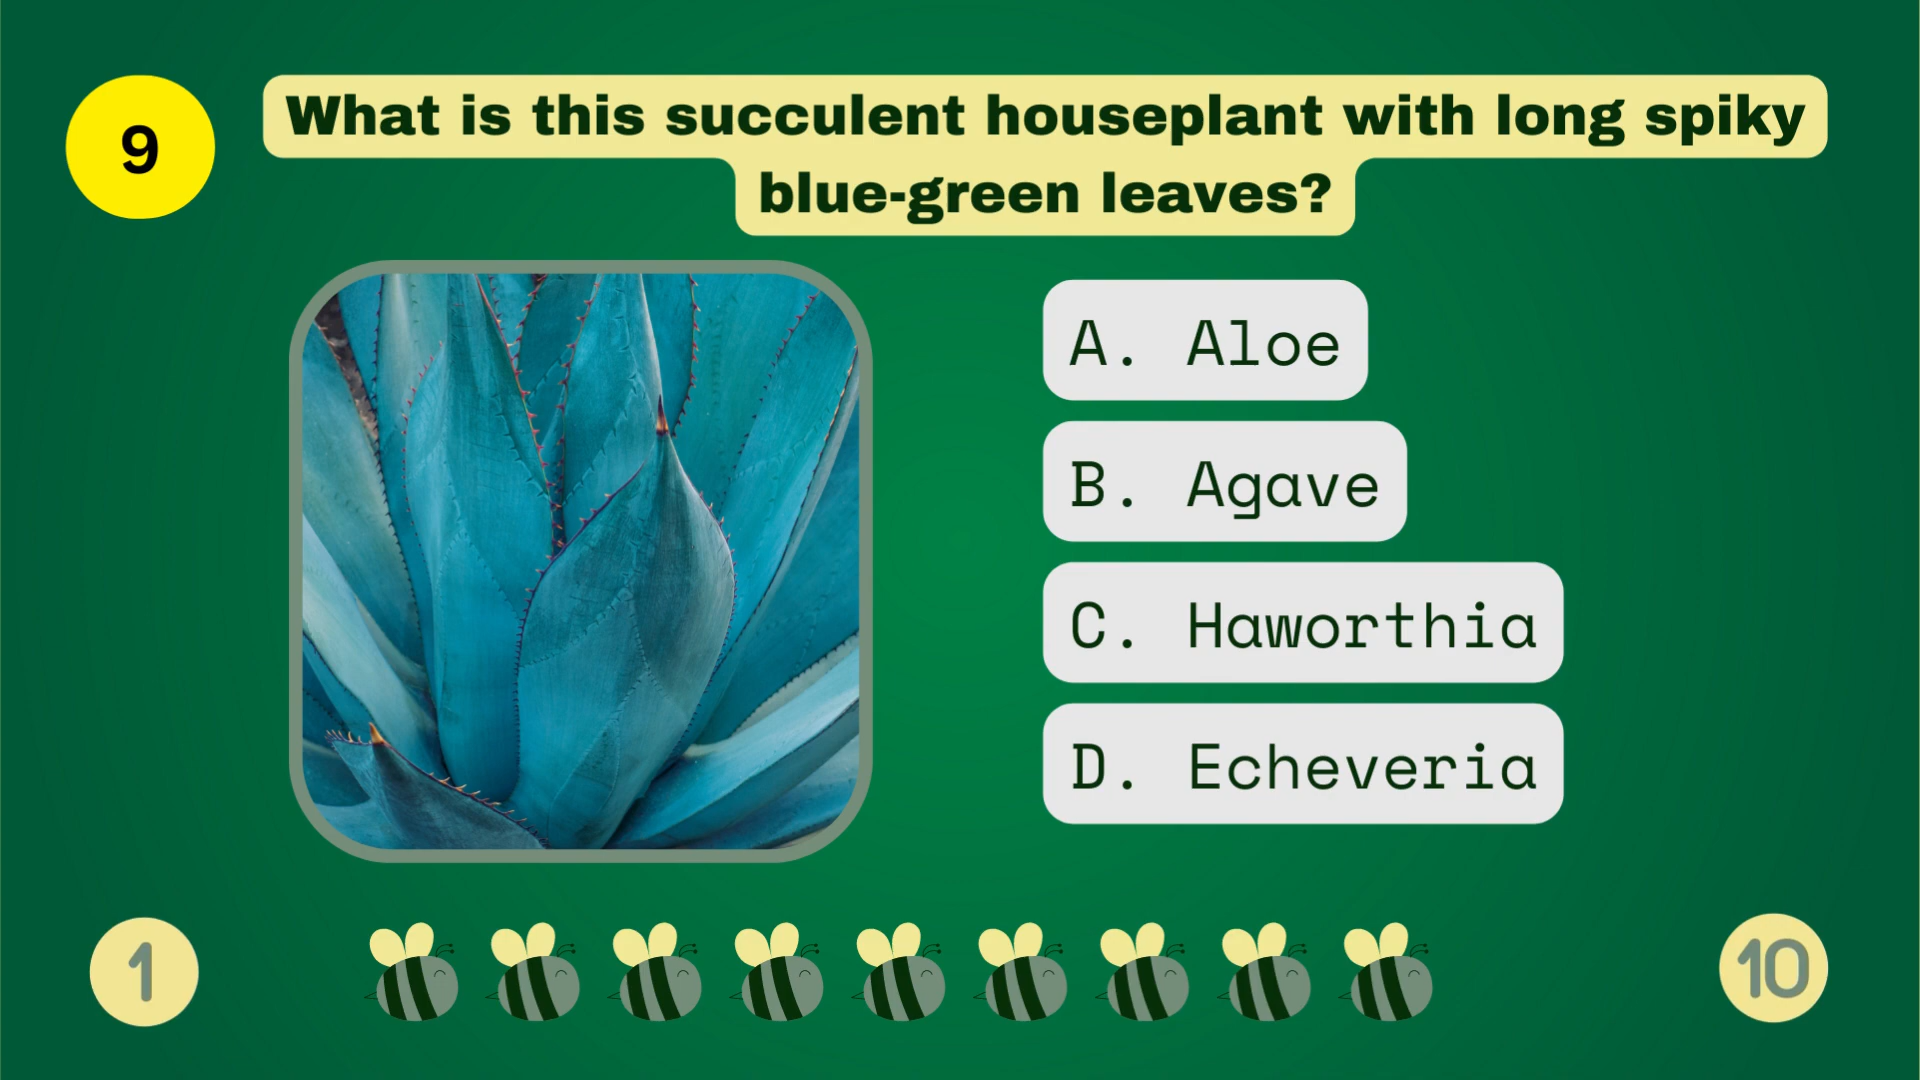 9
What is this succulent houseplant with long spiky
blue-green leaves?
A. Aloe
B. Agave
C. Haworthia
D. Echeveria
1
10